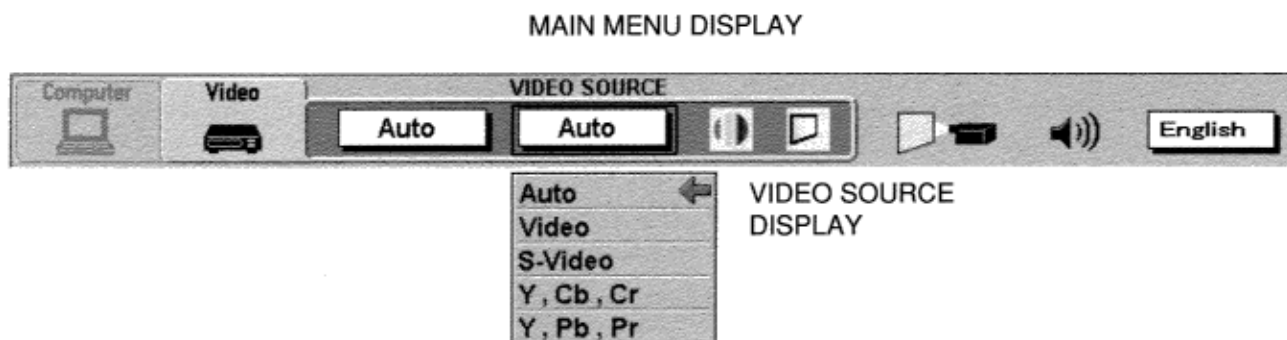 MAIN MENU DISPLAY
Computer
Video
VIDEO SOURCE
Auto
Auto
English
Auto
Video
S-Video
Y , Cb , Cr
Y , Pb , Pr
VIDEO SOURCE
DISPLAY